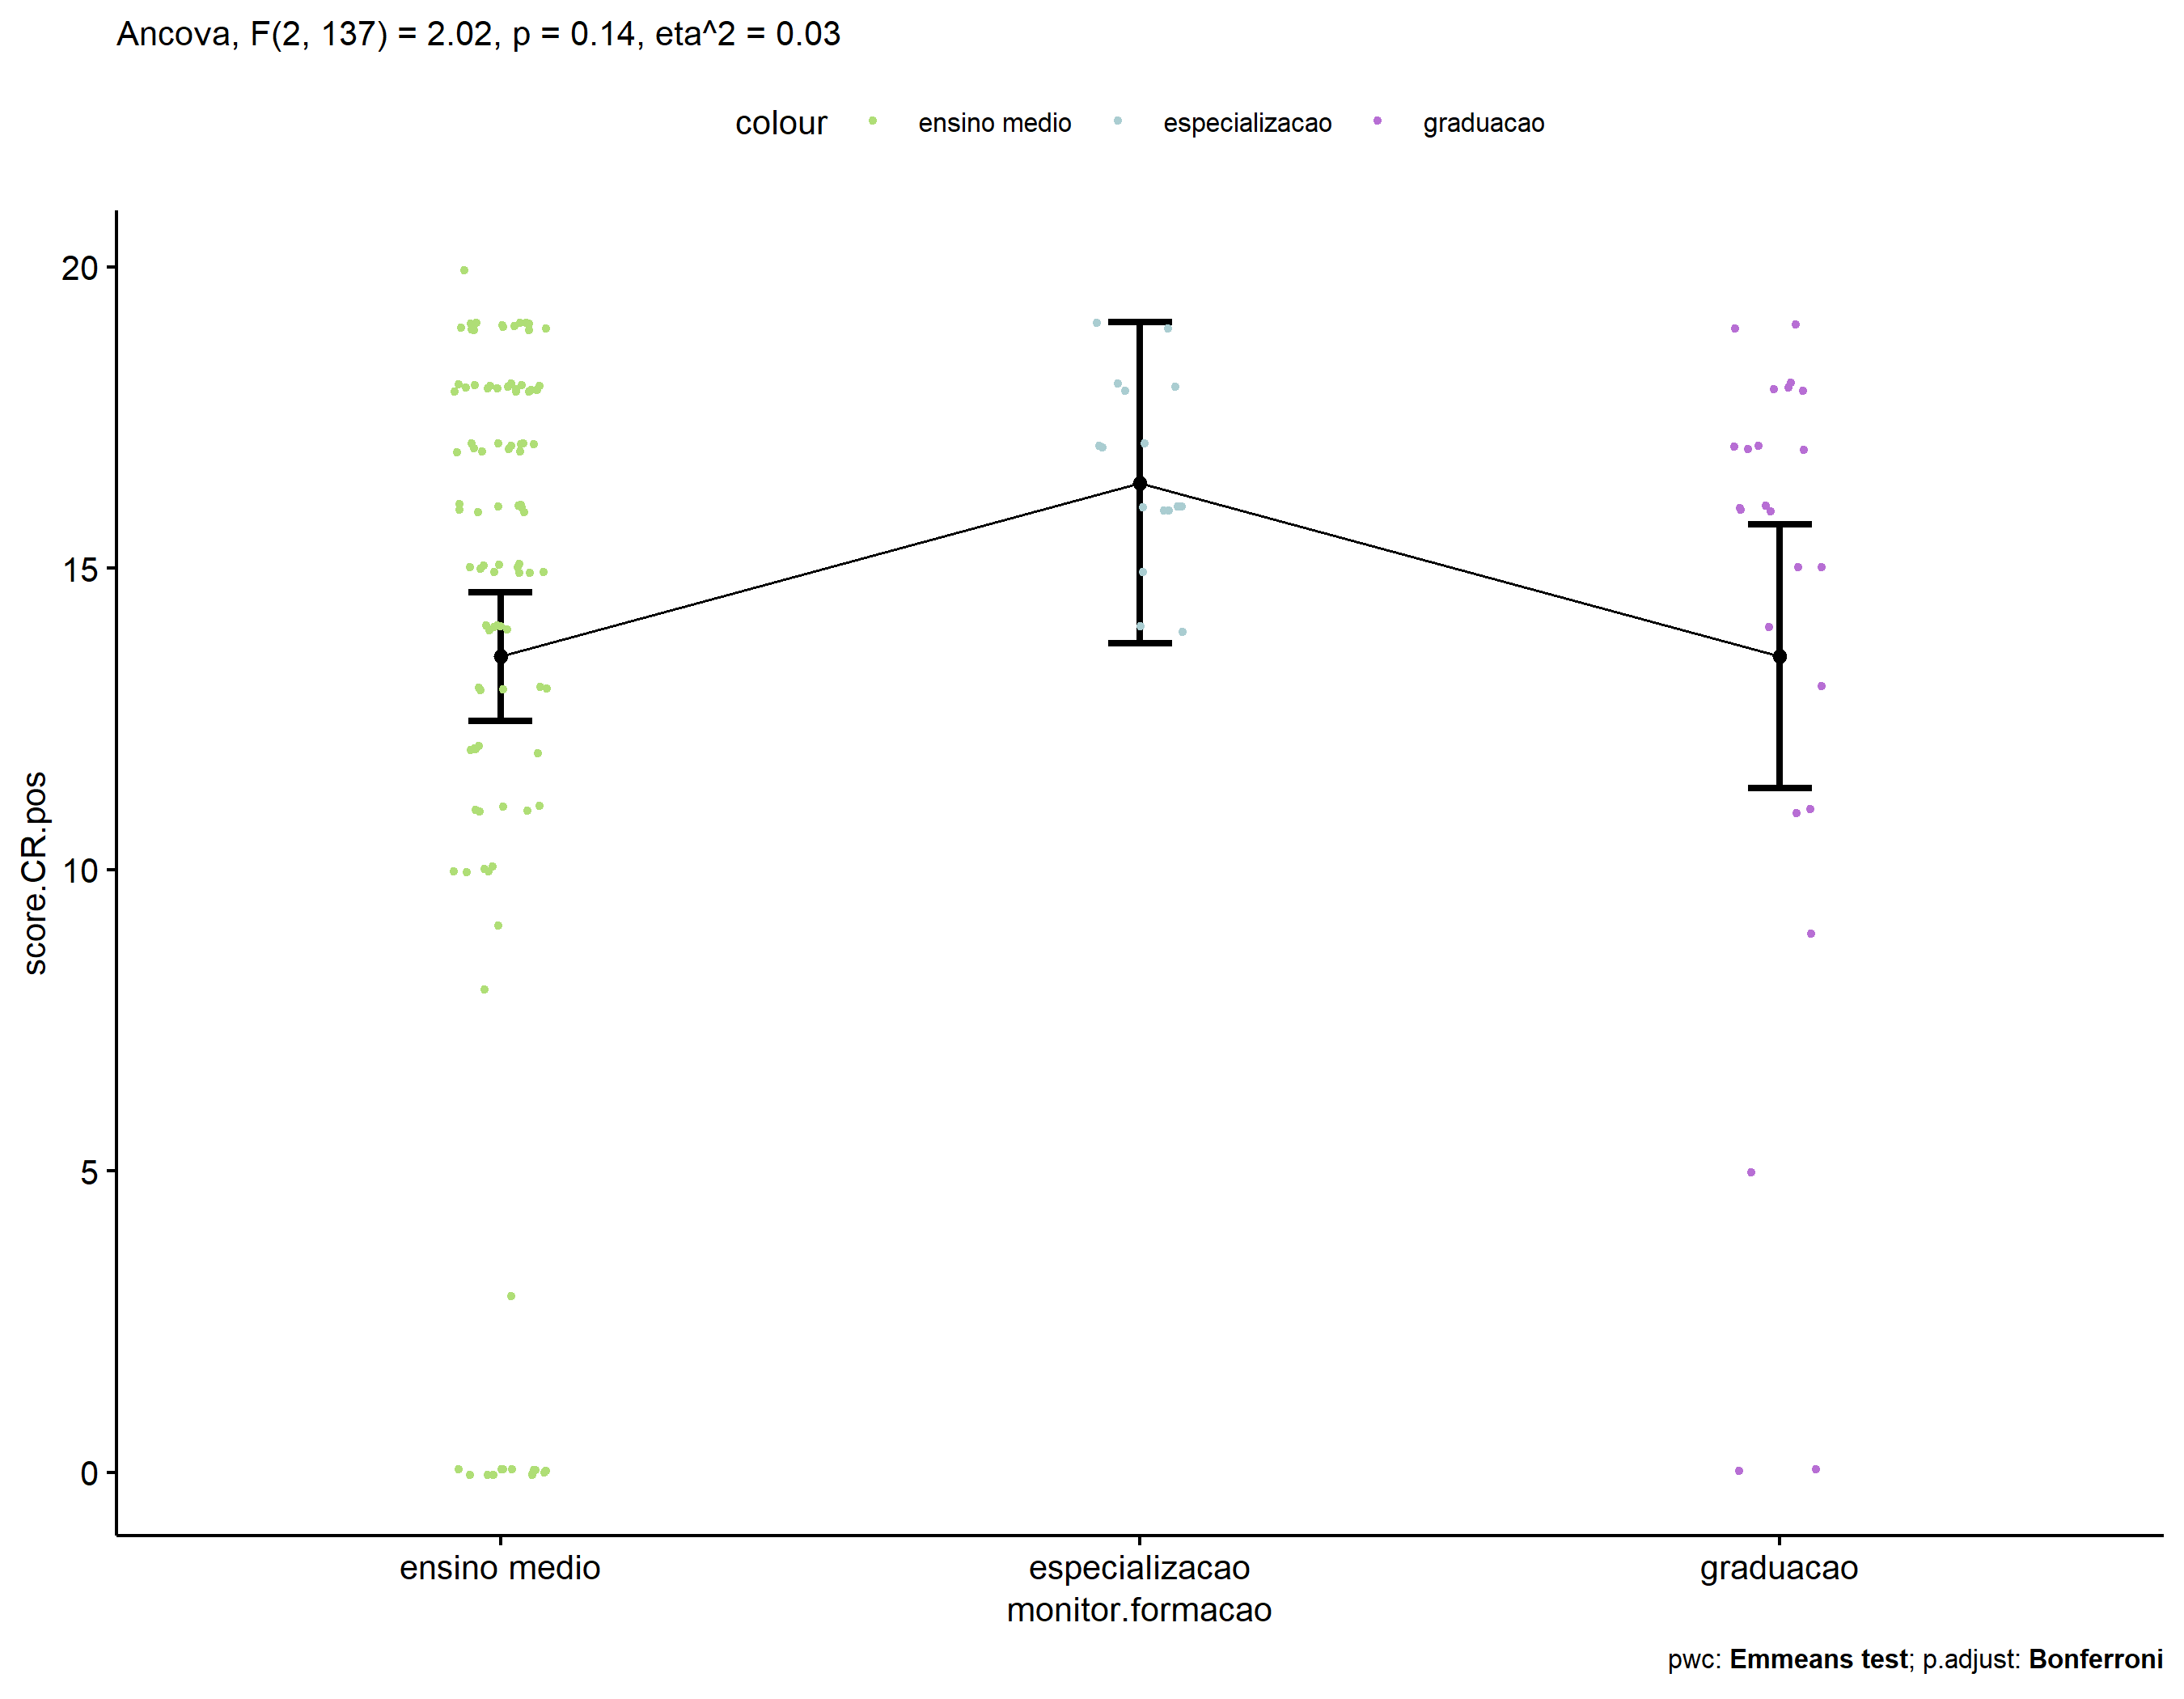 Ancova, F(2, 137) = 2.02, p = 0.14, eta^2 = 0.03
colour ensino medio especializacao graduacao
20
15
10
5
0
score.CR.pos
ensino medio especializacao graduacao
monitor.formacao
pwc: Emmeans test; p.adjust: Bonferroni